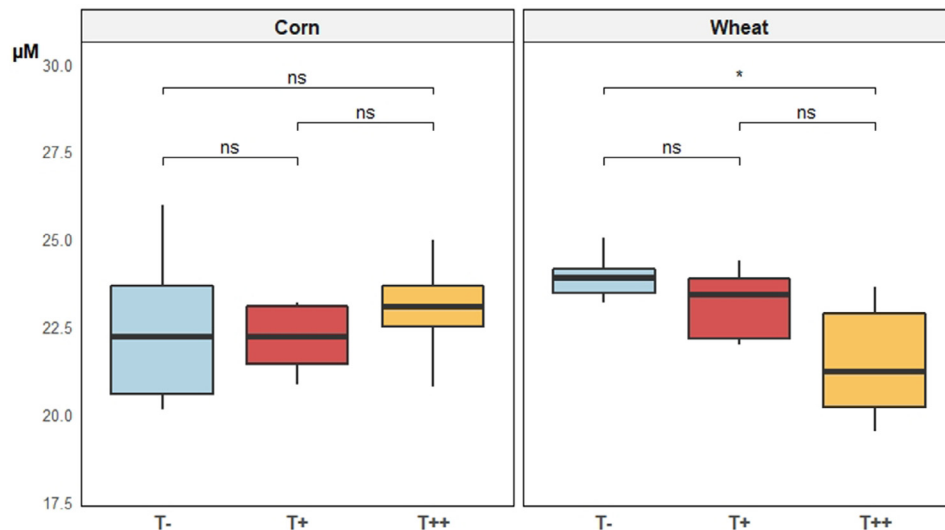 Corn Wheat
µM
30.0
ns *
ns ns
27.5
ns ns
25.0
22.5
20.0
17.5
T- T+ T++ T- T+ T++